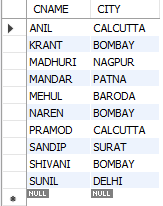 CNAME CITY
ANIL CALCUTTA
KRANT BOMBAY
MADHURI NAGPUR
MANDAR PATNA
MEHUL BARODA
NAREN BOMBAY
PRAMOD CALCUTTA
SANDIP SURAT
SHIVANI BOMBAY
SUNIL DELHI
NULL NULL